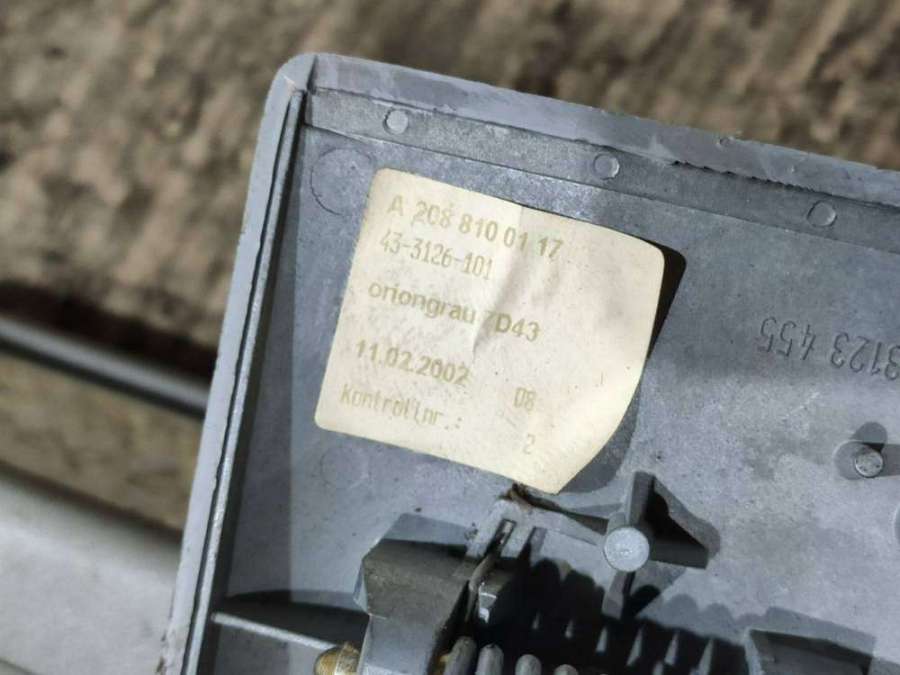 A 208 810 01 17
43-3126-101
oriongrau 7D43
11.02.2002 08
Kontrollnr.: 2
3123 455